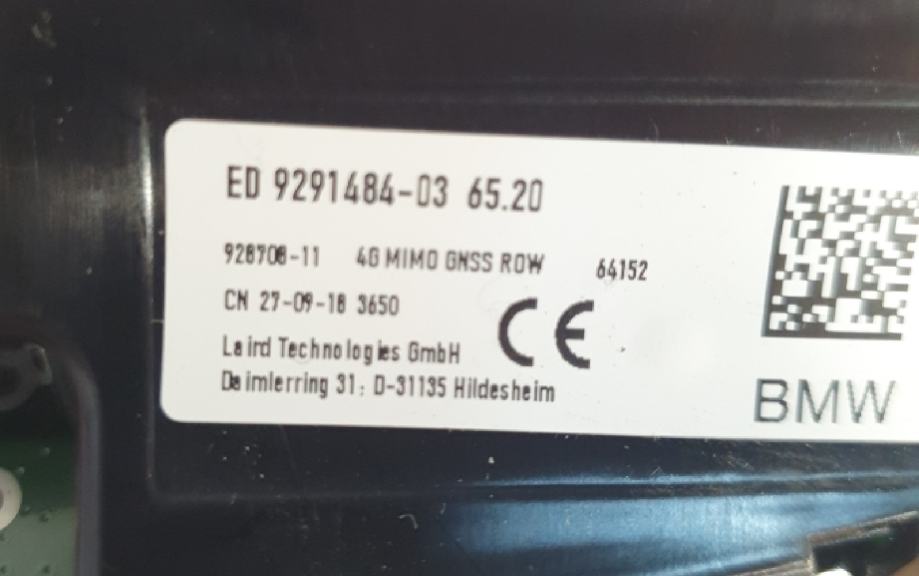 ED 9291484-03 65.20
928708-11 4G MIMO GNSS ROW 64152
CN 27-09-18 3650
CE
Laird Technologies GmbH
Daimlerring 31; D-31135 Hildesheim
BMW